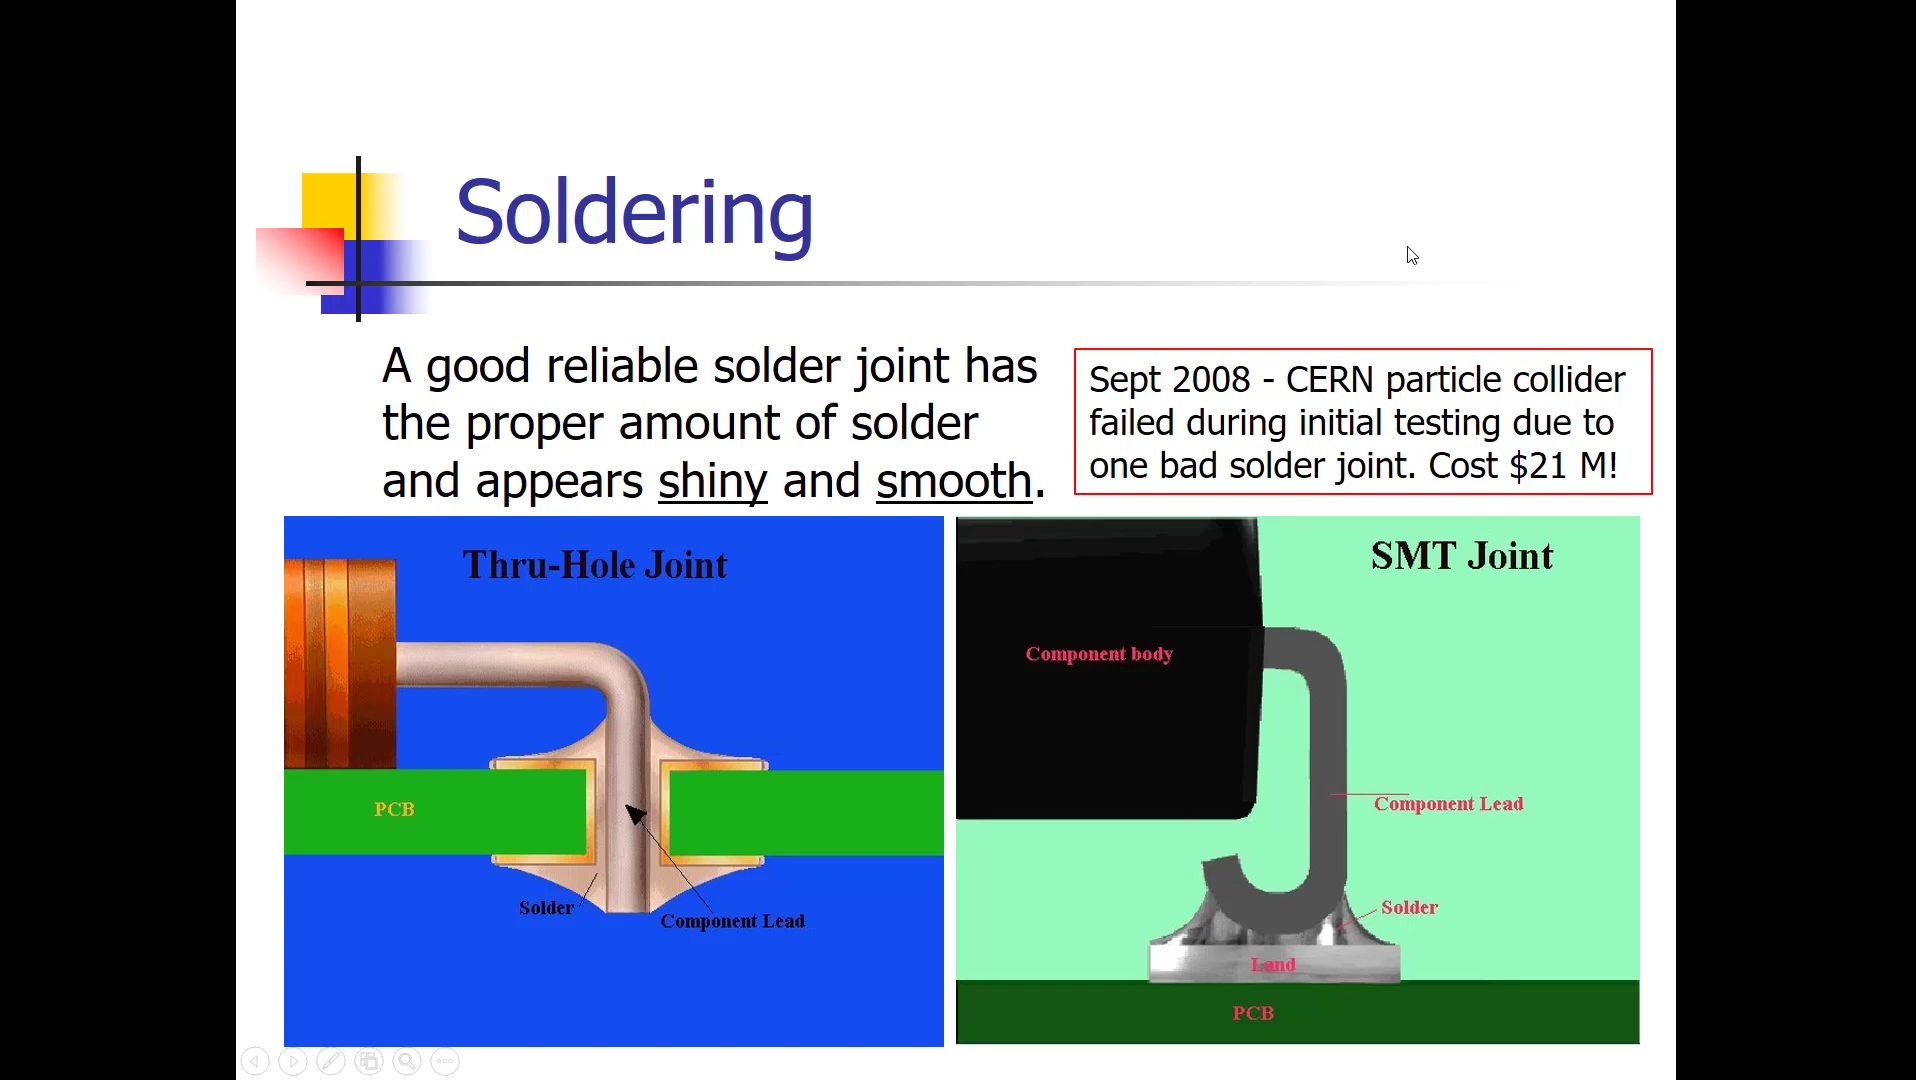 Soldering
A good reliable solder joint has
the proper amount of solder
and appears shiny and smooth.
Sept 2008 - CERN particle collider
failed during initial testing due to
one bad solder joint. Cost $21 M!
Thru-Hole Joint
PCB
Solder
Component Lead
SMT Joint
Component body
Component Lead
Solder
Land
PCB